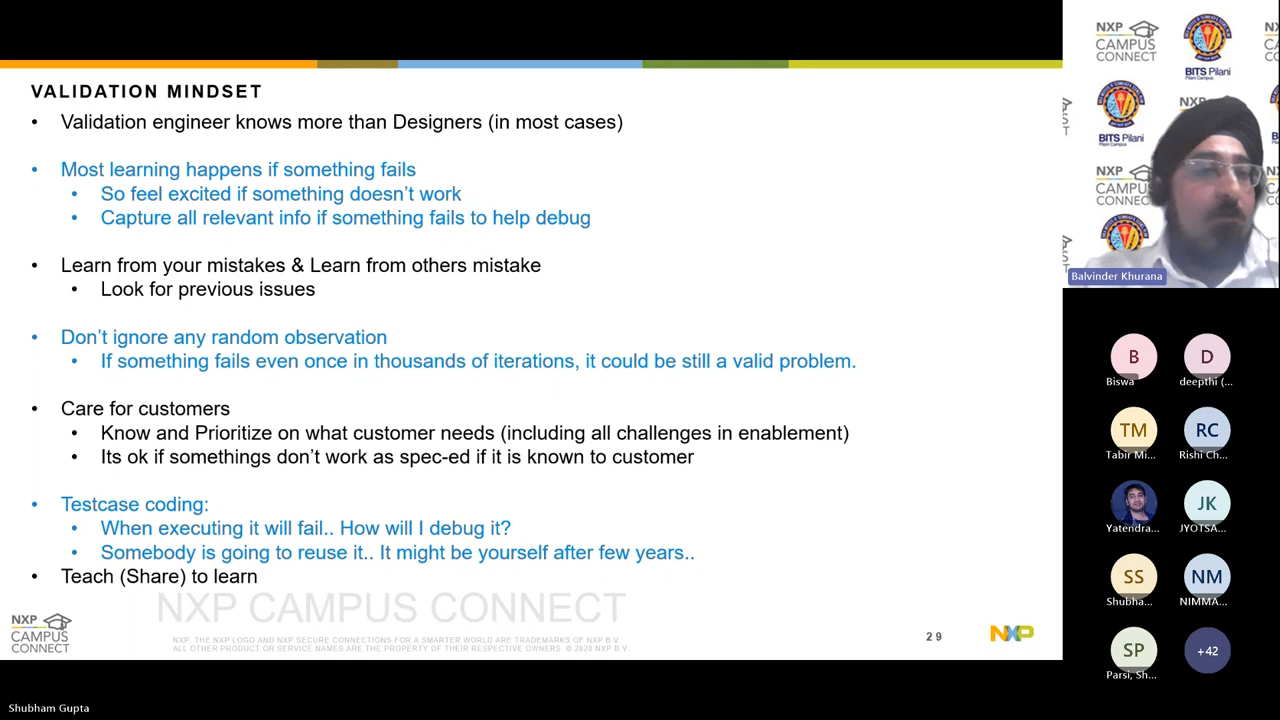 VALIDATION MINDSET
• Validation engineer knows more than Designers (in most cases)
• Most learning happens if something fails
• So feel excited if something doesn't work
• Capture all relevant info if something fails to help debug
• Learn from your mistakes & Learn from others mistake
• Look for previous issues
• Don't ignore any random observation
• If something fails even once in thousands of iterations, it could be still a valid problem.
• Care for customers
• Know and Prioritize on what customer needs (including all challenges in enablement)
• Its ok if somethings don't work as spec-ed if it is known to customer
• Testcase coding:
• When executing it will fail.. How will I debug it?
• Somebody is going to reuse it.. It might be yourself after few years..
• Teach (Share) to learn
NXP CAMPUS CONNECT
NXP
CAMPUS
CONNECT
NXP, THE NXP LOGO AND NXP SECURE CONNECTIONS FOR A SMARTER WORLD ARE TRADEMARKS OF NXP B.V.
ALL OTHER PRODUCT OR SERVICE NAMES ARE THE PROPERTY OF THEIR RESPECTIVE OWNERS. © 2020 NXP B.V.
29
NXP
Shubham Gupta
NXP
CAMPUS
CONNECT
BITS Pilani
Pilani Campus
BITS Pilani
Pilani Campus
NXP
CAMPU
CONNEC
Balvinder Khurana
B
Biswa
D
deepthi (...
TM
Tabir Mi...
RC
Rishi Ch...
Yatendra...
JK
JYOTSA...
SS
Shubha...
NM
NIMMA...
SP
Parsi, Sh...
+42